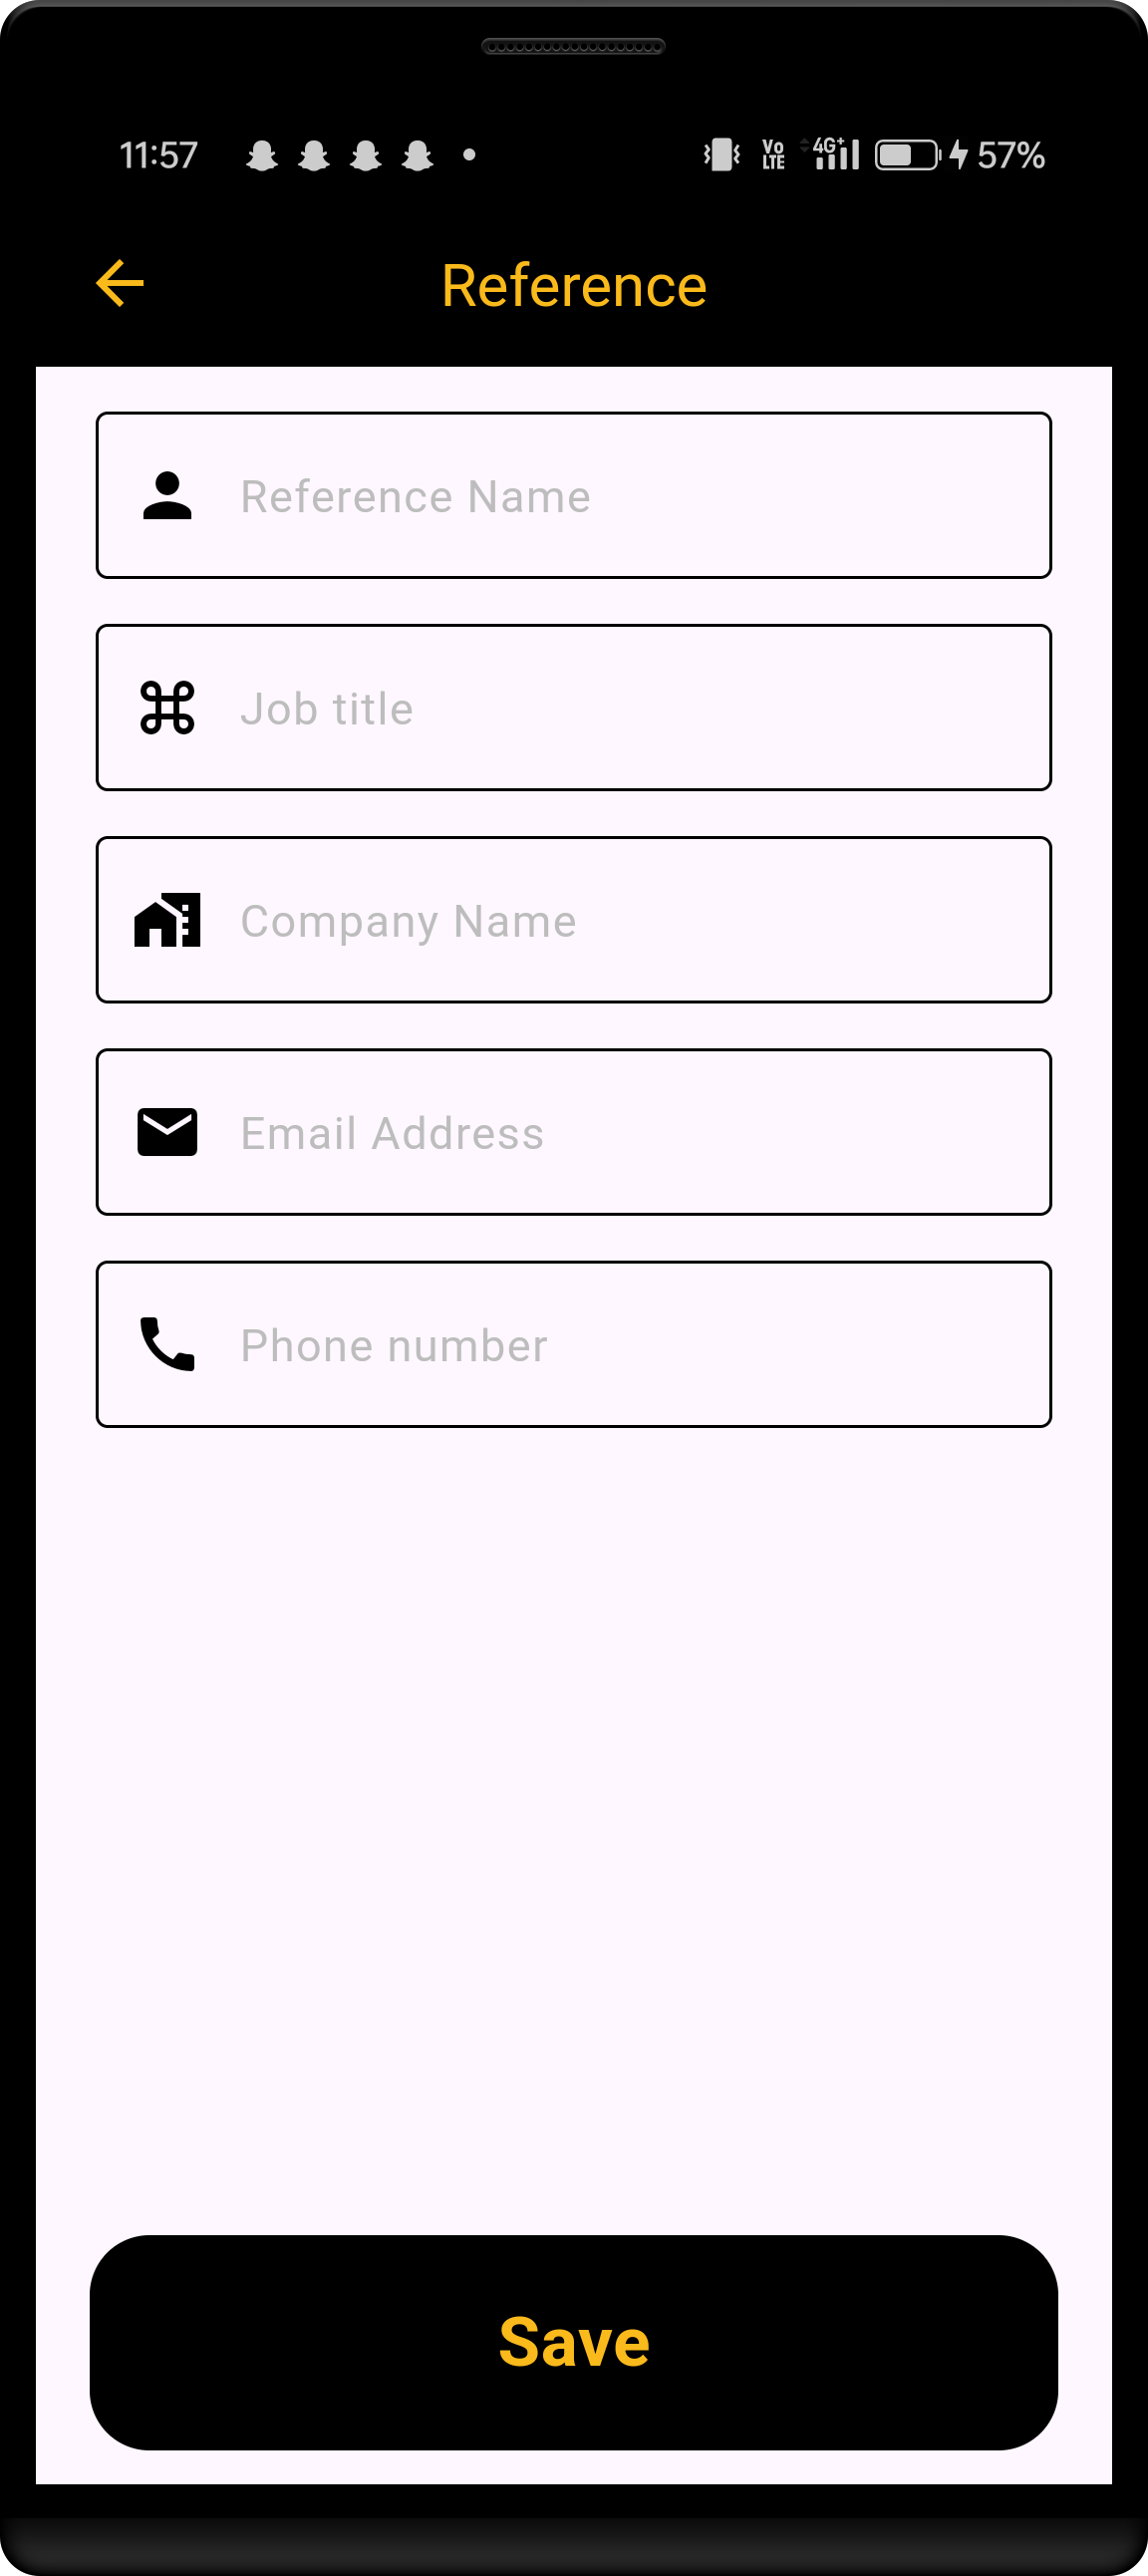 11:57 Vo LTE 4G+ 57%
Reference
Reference Name
Job title
Company Name
Email Address
Phone number
Save